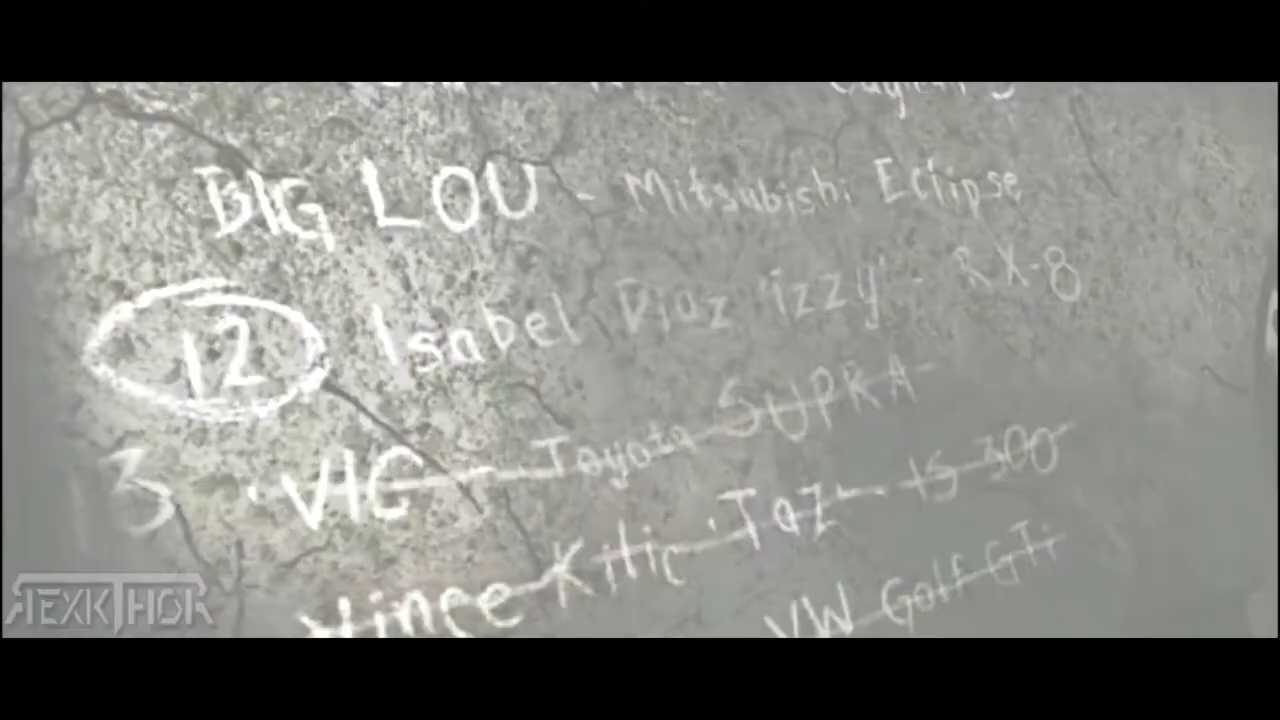 BIG LOU - Mitsubishi Eclipse
12 Isabel Diaz 'izzy' - RX-8
3 . VIC - Toyota SUPRA
Vince Kilic . Taz - IS 300
VW Golf GTi
TEXKTHOR